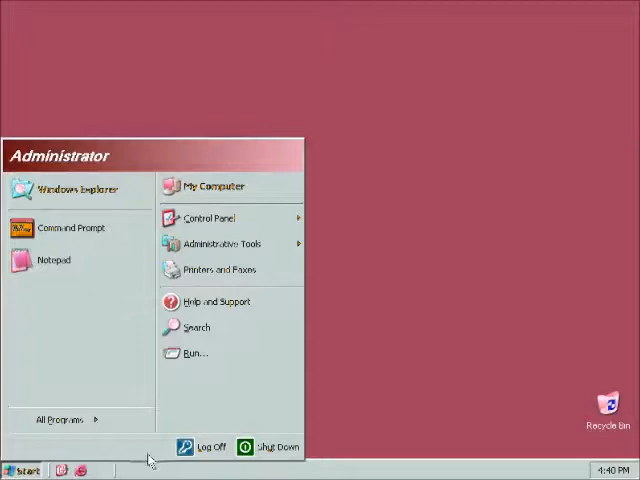 Administrator
Windows Explorer
Command Prompt
Notepad
All Programs
My Computer
Control Panel
Administrative Tools
Printers and Faxes
Help and Support
Search
Run...
Log Off
Shut Down
Recycle Bin
Start
4:40 PM